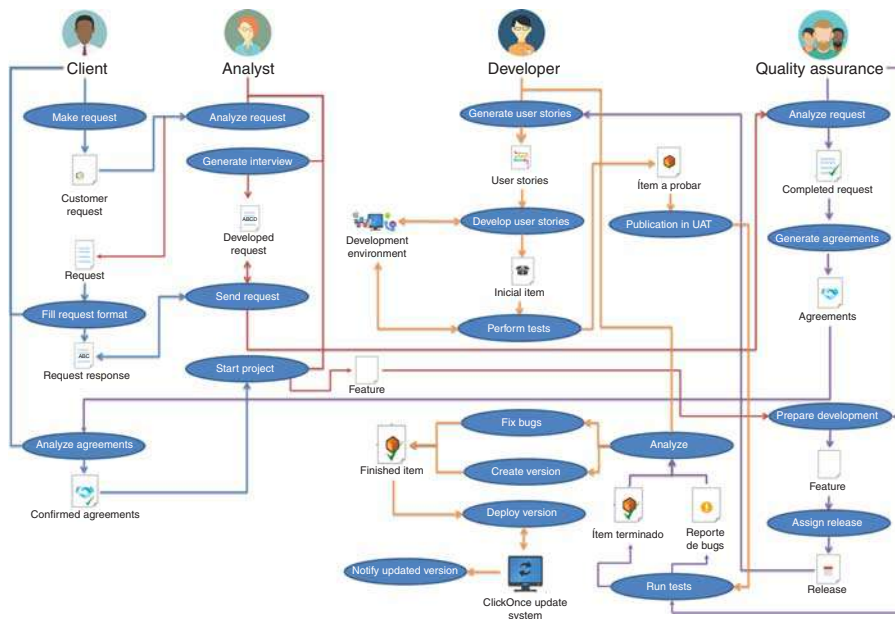 Client
Analyst
Developer
Quality assurance
Make request
Analyze request
Generate user stories
Analyze request
Generate interview
Customer
request
User stories
Ítem a probar
Completed request
ABCD
Developed
request
Development
environment
Develop user stories
Publication in UAT
Generate agreements
Request
Send request
Inicial item
Agreements
Fill request format
Perform tests
ABC
Request response
Start project
Feature
Analyze agreements
Fix bugs
Analyze
Prepare development
Finished item
Create version
Feature
Confirmed agreements
Deploy version
Ítem terminado
Reporte
de bugs
Assign release
Notify updated version
ClickOnce update
system
Run tests
Release